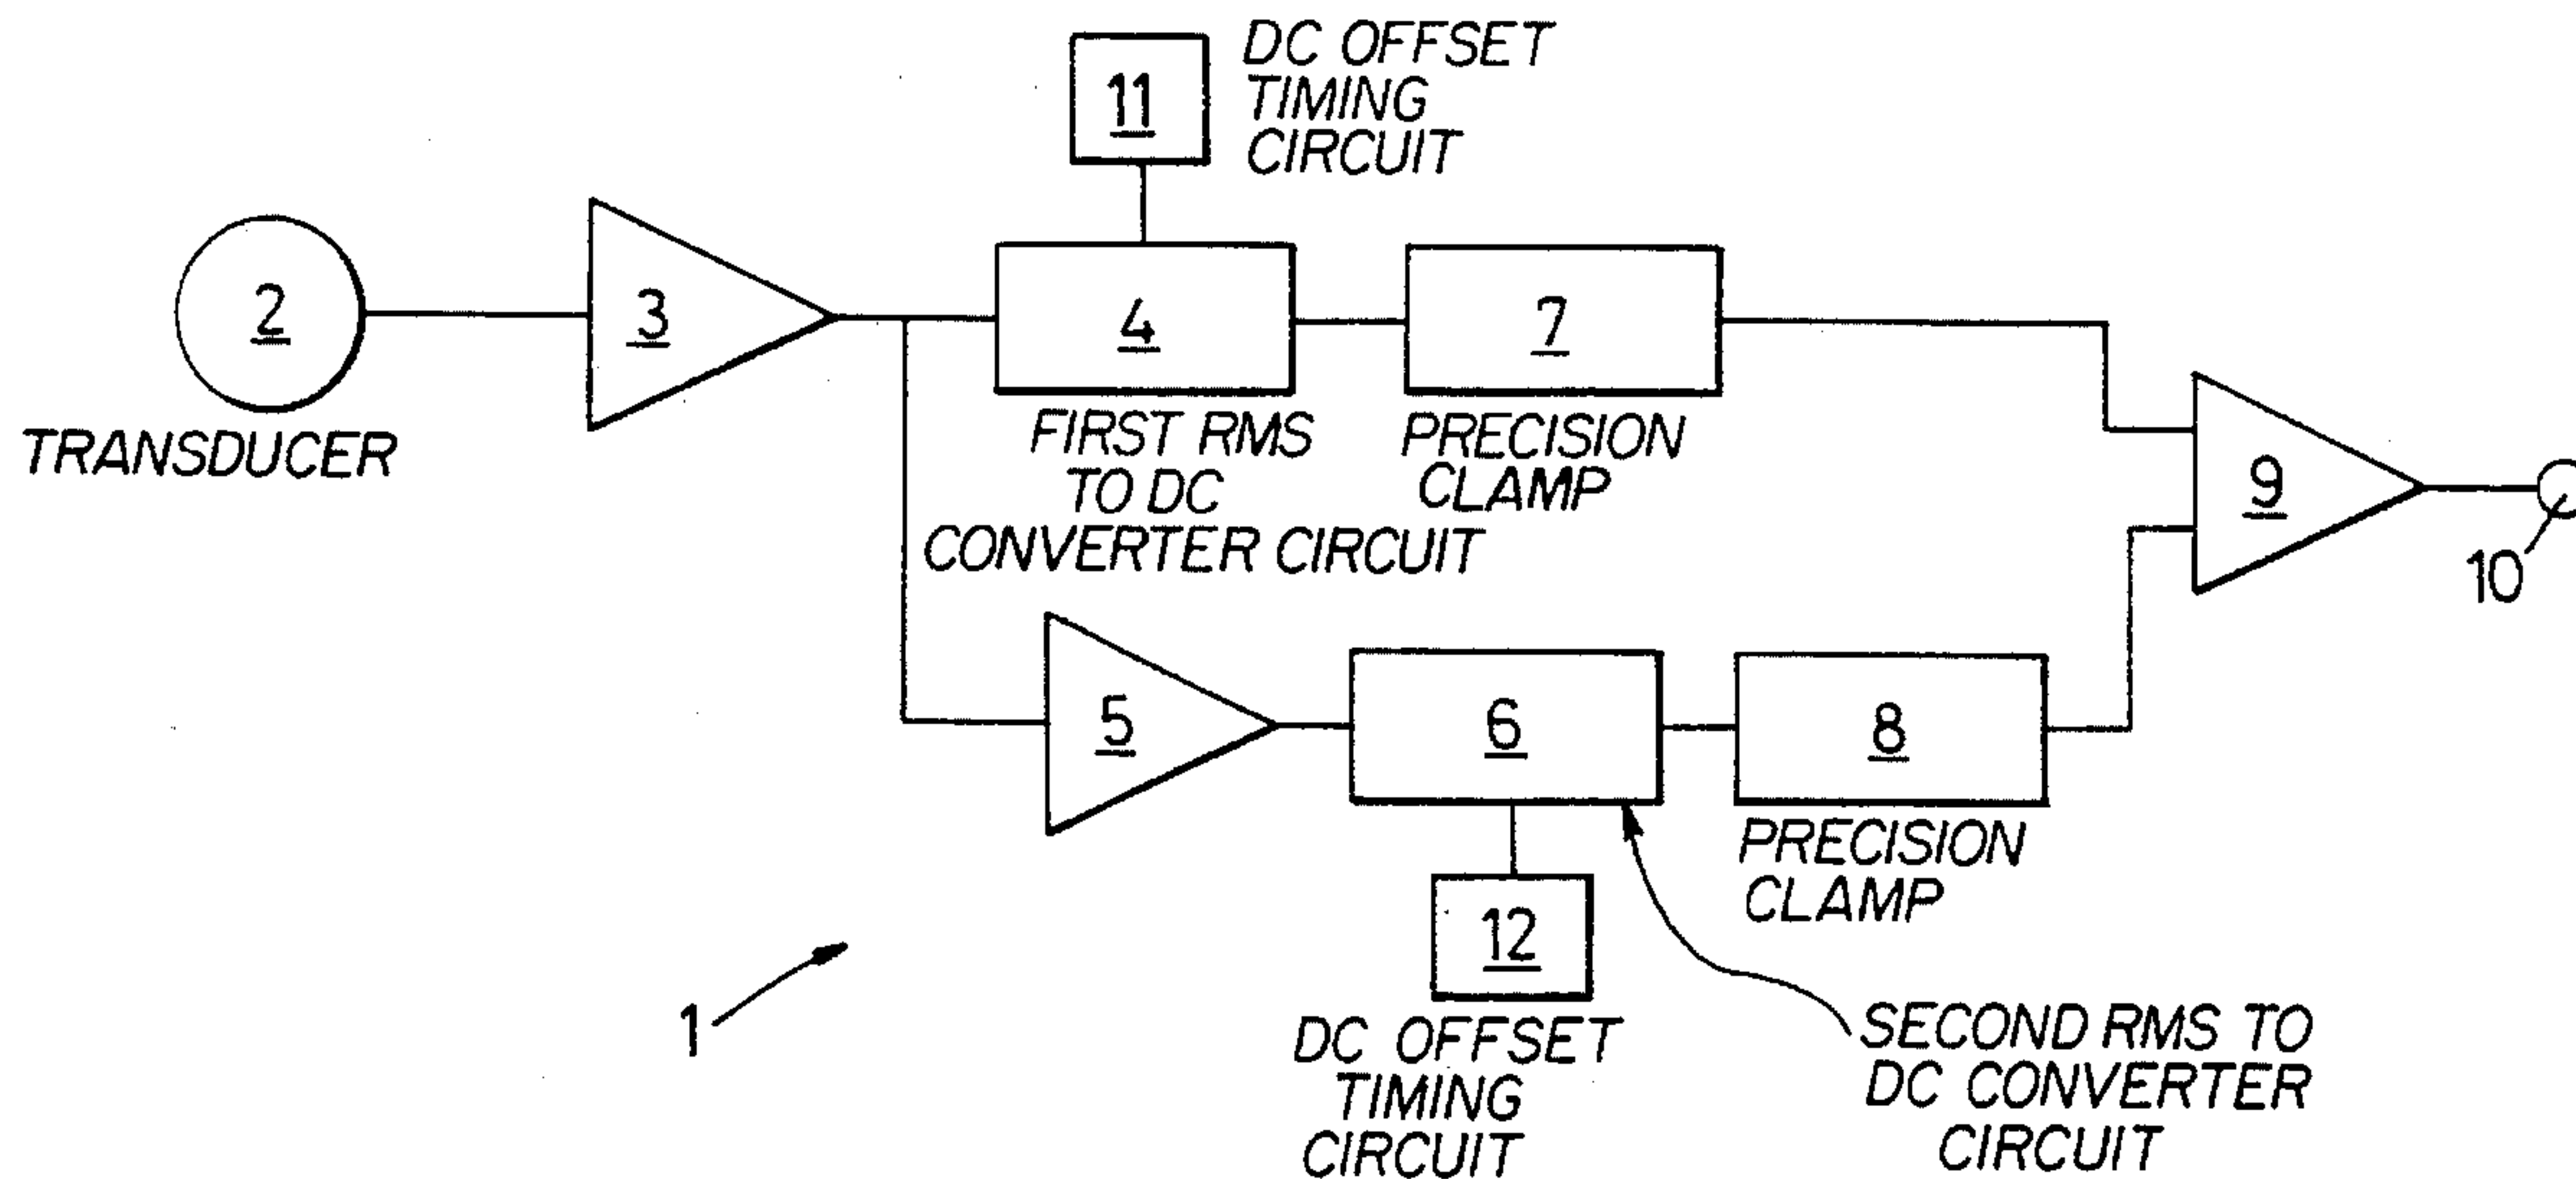 11
DC OFFSET
TIMING
CIRCUIT
2
TRANSDUCER
3
4
FIRST RMS
TO DC
CONVERTER CIRCUIT
7
PRECISION
CLAMP
9
10
5
6
8
PRECISION
CLAMP
12
DC OFFSET
TIMING
CIRCUIT
SECOND RMS TO
DC CONVERTER
CIRCUIT
1